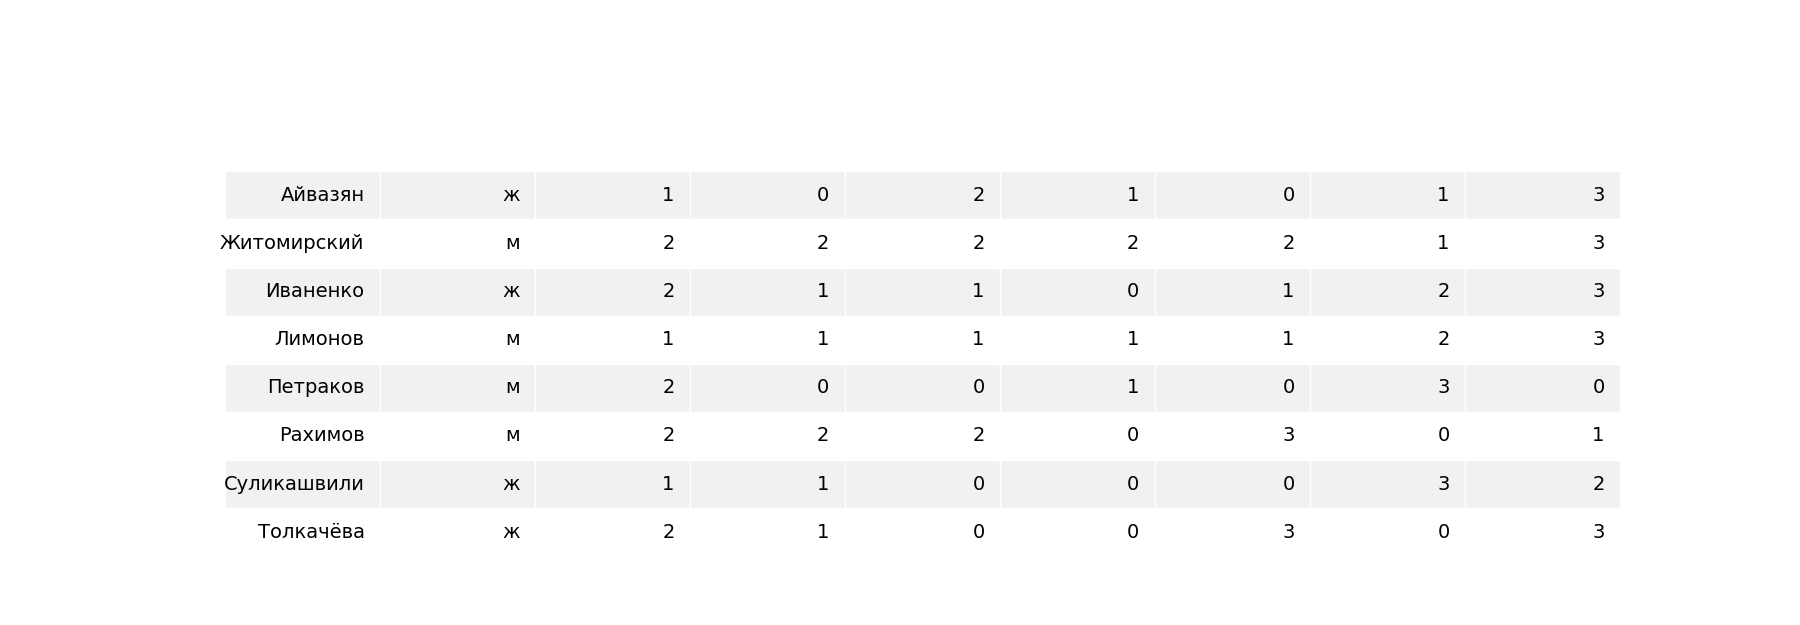 Айвазян ж 1 0 2 1 0 1 3
Житомирский м 2 2 2 2 2 1 3
Иваненко ж 2 1 1 0 1 2 3
Лимонов м 1 1 1 1 1 2 3
Петраков м 2 0 0 1 0 3 0
Рахимов м 2 2 2 0 3 0 1
Суликашвили ж 1 1 0 0 0 3 2
Толкачёва ж 2 1 0 0 3 0 3